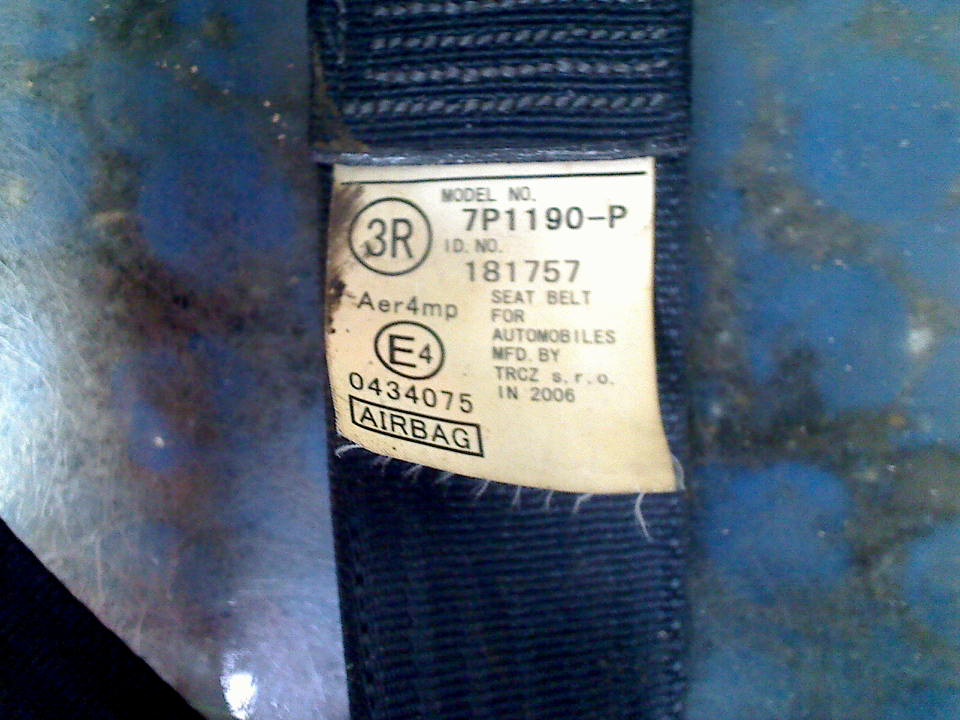 MODEL NO.
7P1190-P
3R
I D. NO.
181757
Aer4mp
SEAT BELT
FOR
AUTOMOBILES
MFD. BY
TRCZ s.r.o.
IN 2006
E4
0434075
AIRBAG